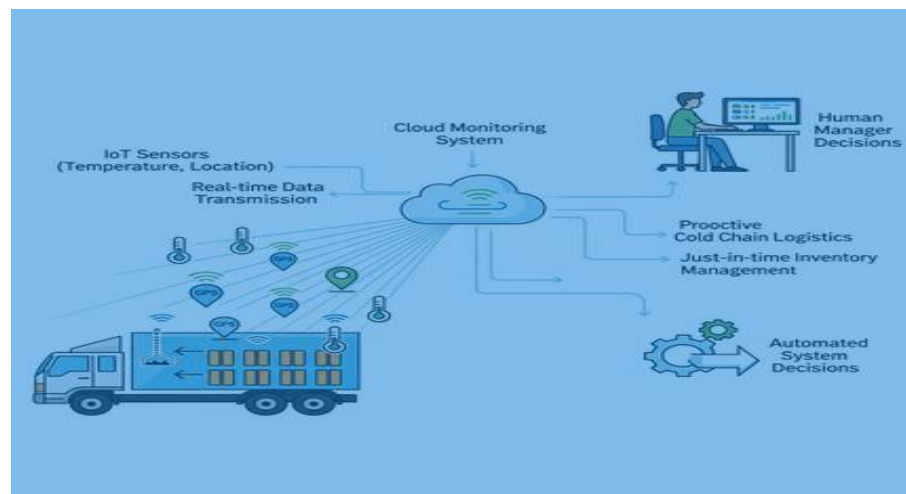 Cloud Monitoring
System
IoT Sensors
(Temperature, Location)
Real-time Data
Transmission
Human
Manager
Decisions
Prooctive
Cold Chain Logistics
Just-in-time Inventory
Management
GPS
GPS
GPS
GPS
Automated
System
Decisions